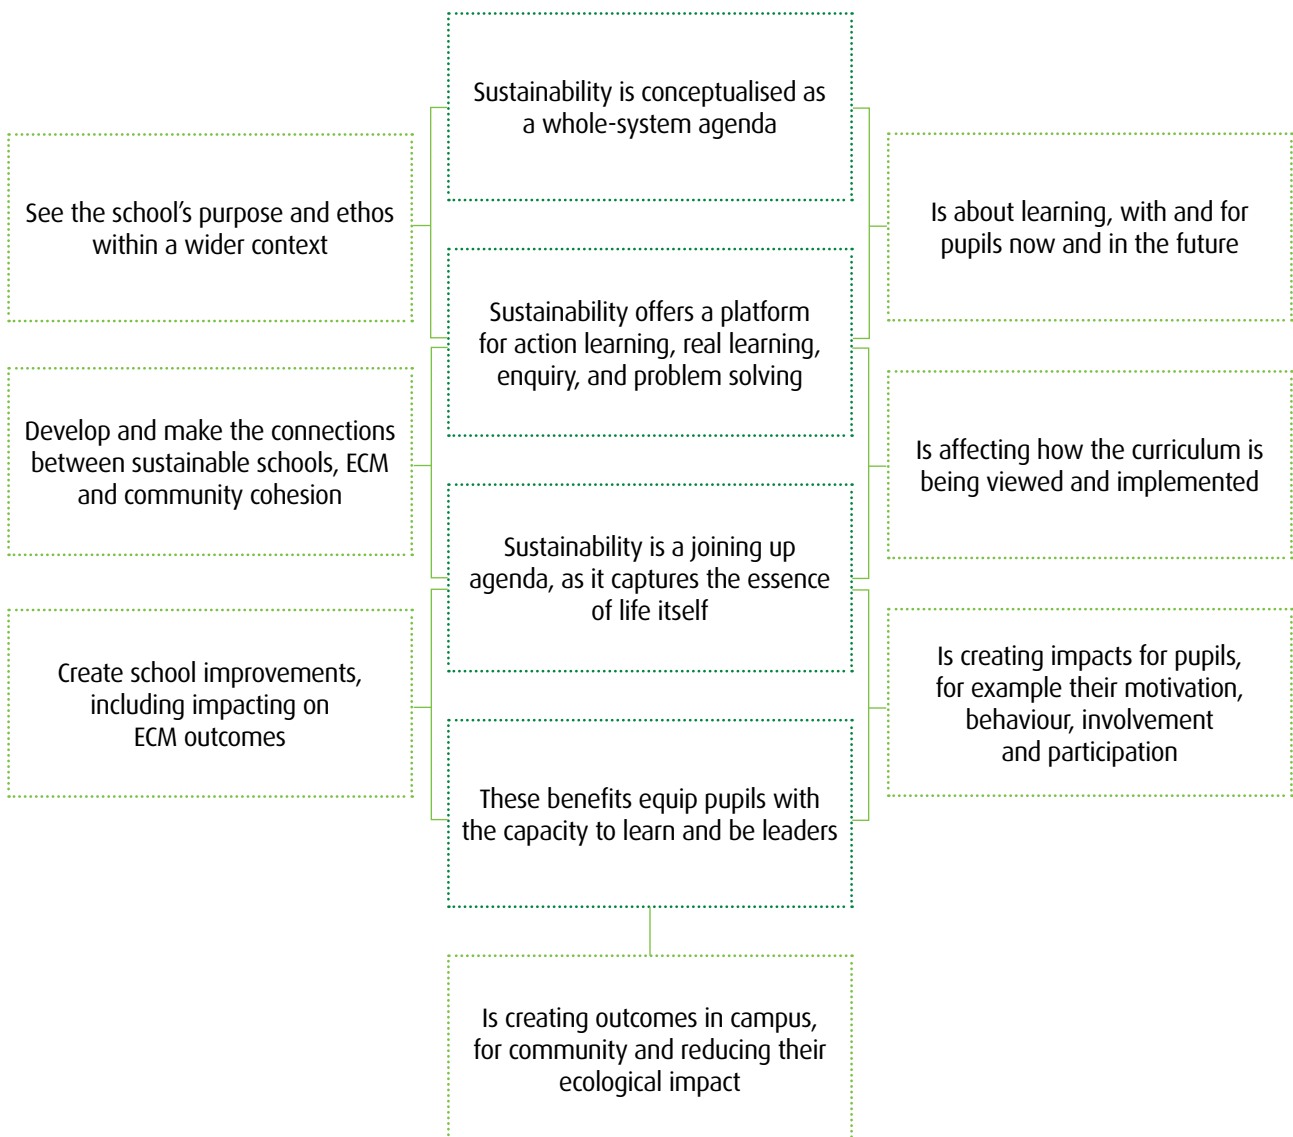 Sustainability is conceptualised as
a whole-system agenda
See the school’s purpose and ethos
within a wider context
Is about learning, with and for
pupils now and in the future
Sustainability offers a platform
for action learning, real learning,
enquiry, and problem solving
Develop and make the connections
between sustainable schools, ECM
and community cohesion
Is affecting how the curriculum is
being viewed and implemented
Sustainability is a joining up
agenda, as it captures the essence
of life itself
Create school improvements,
including impacting on
ECM outcomes
Is creating impacts for pupils,
for example their motivation,
behaviour, involvement
and participation
These benefits equip pupils with
the capacity to learn and be leaders
Is creating outcomes in campus,
for community and reducing their
ecological impact